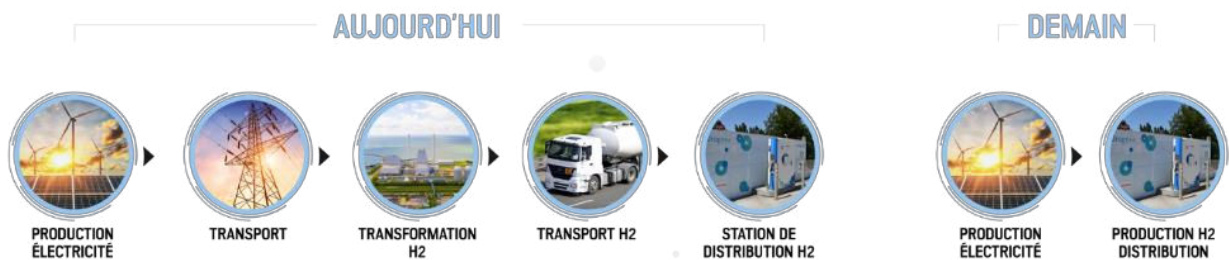 AUJOURD'HUI
DEMAIN
PRODUCTION
ÉLECTRICITÉ
TRANSPORT
TRANSFORMATION
H2
TRANSPORT H2
STATION DE
DISTRIBUTION H2
PRODUCTION
ÉLECTRICITÉ
PRODUCTION H2
DISTRIBUTION